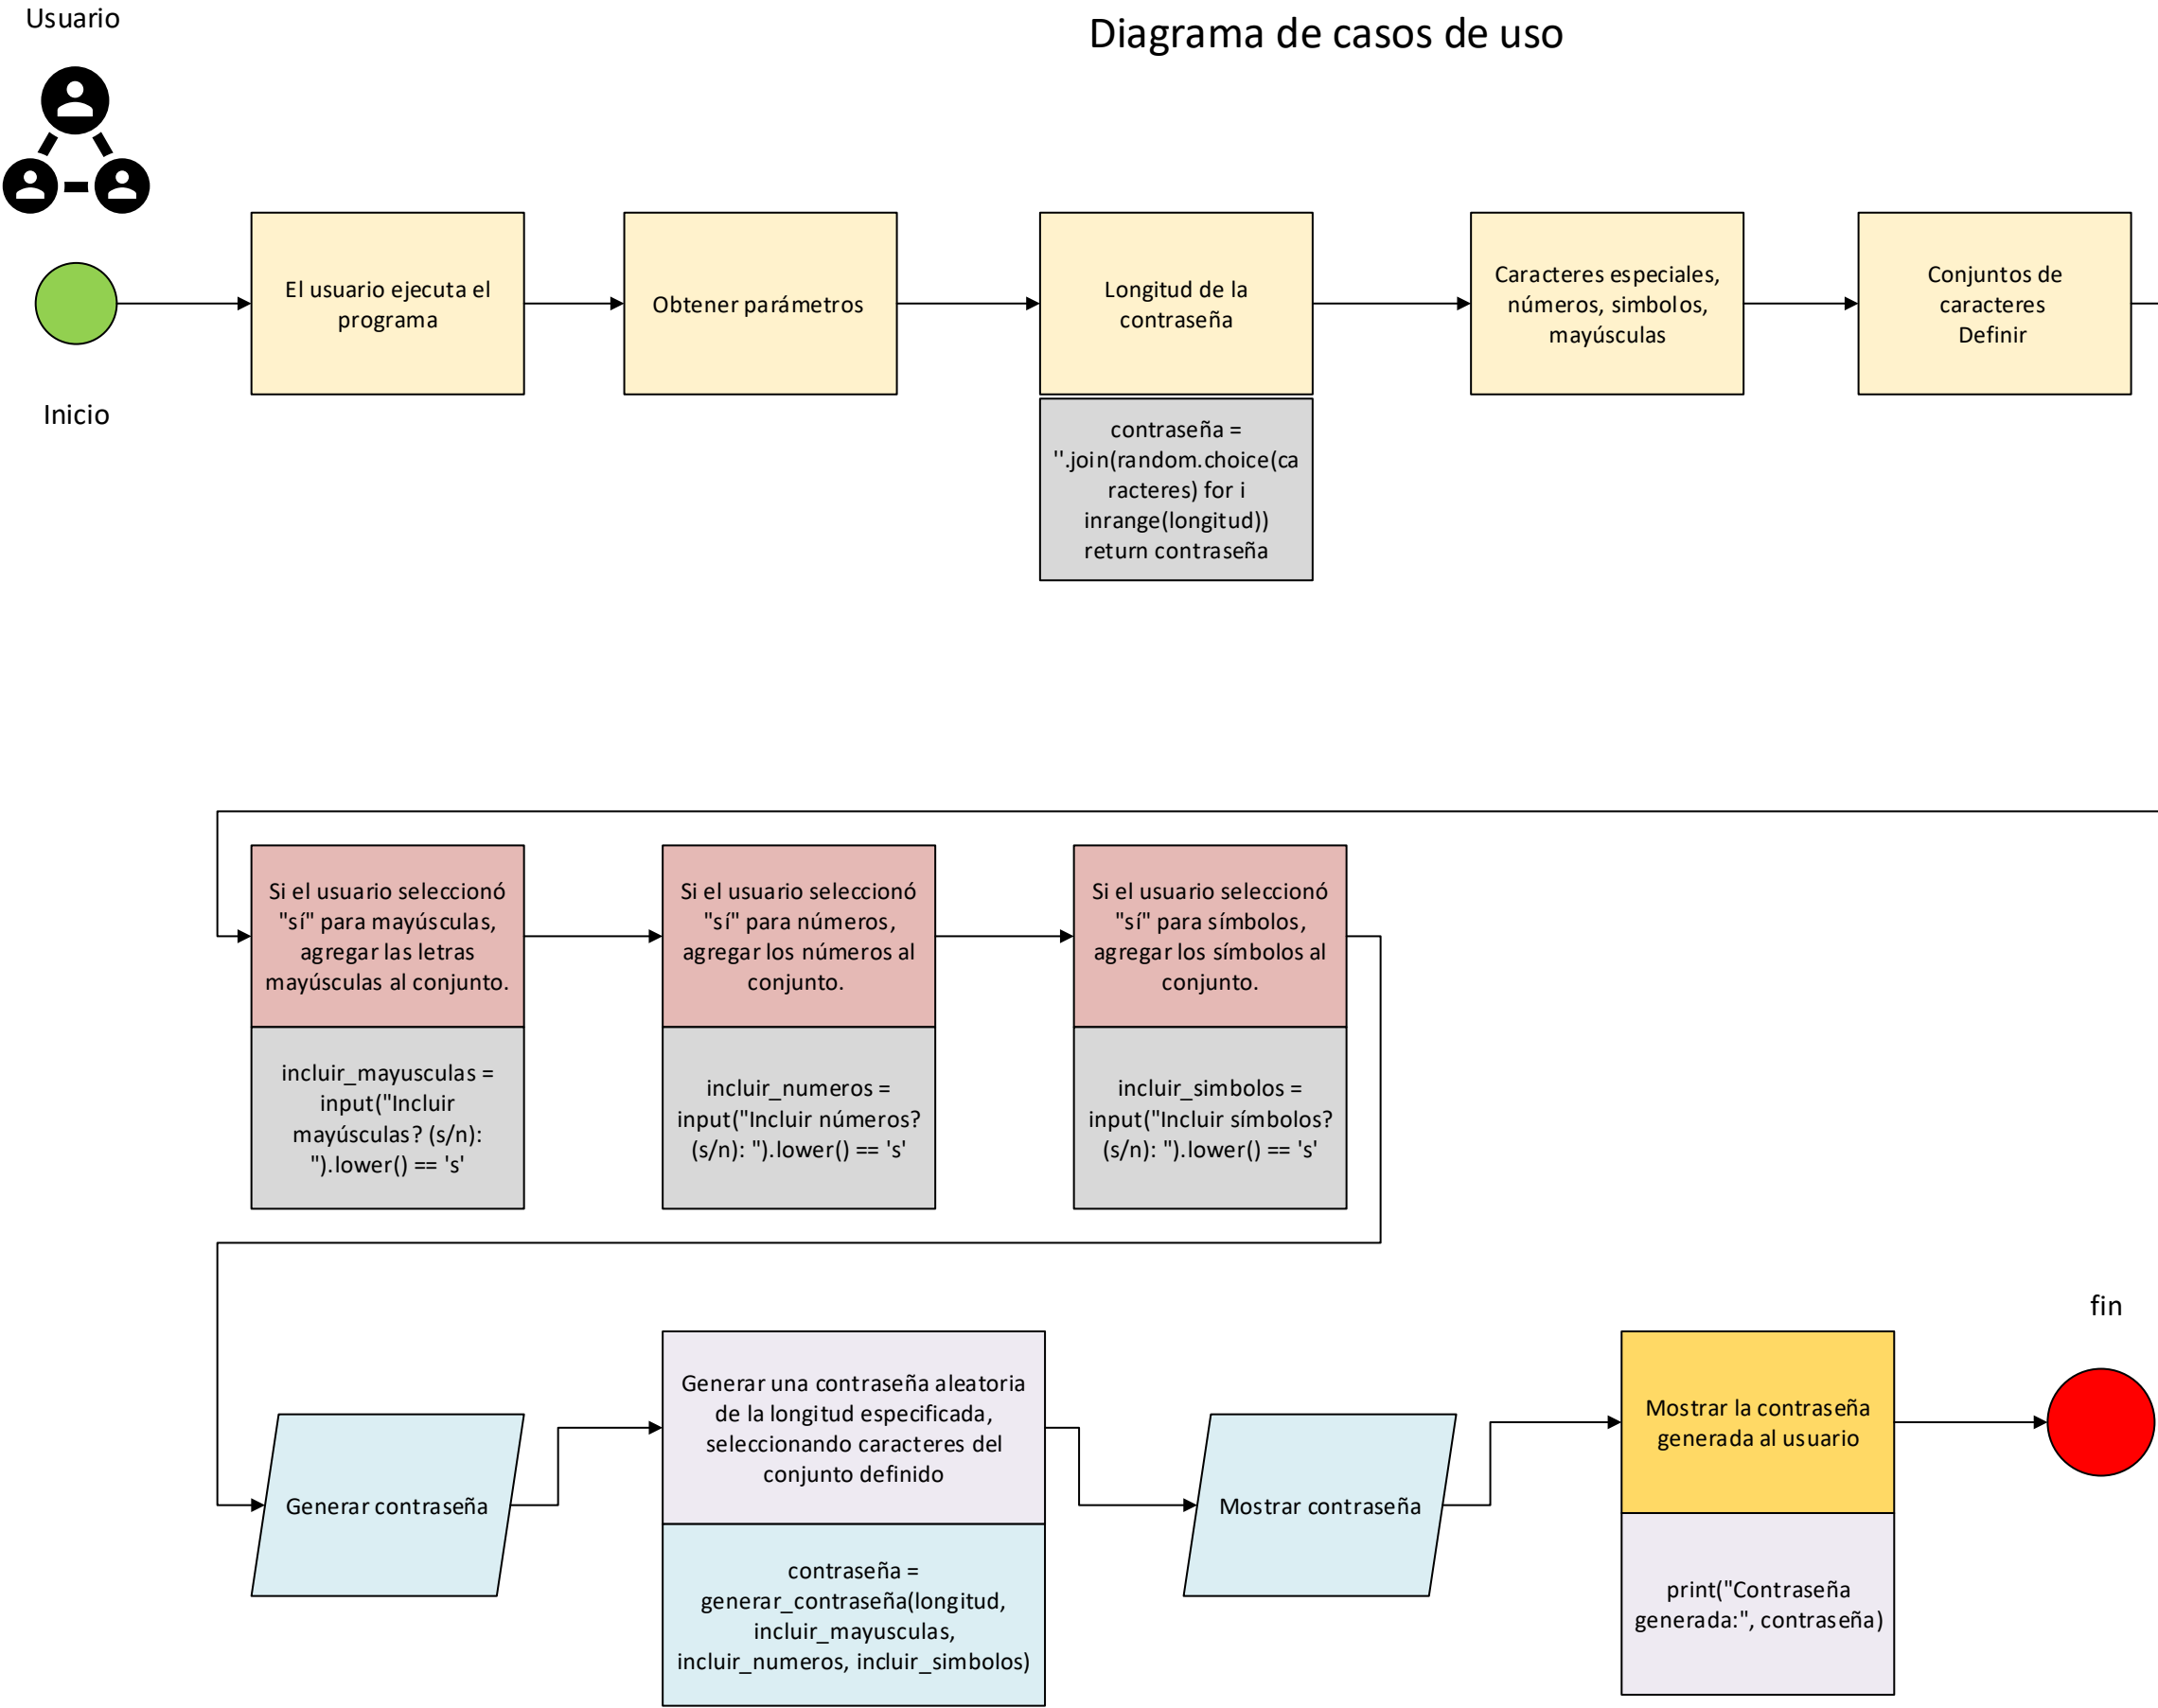 Usuario
Diagrama de casos de uso
Inicio
El usuario ejecuta el
programa
Obtener parámetros
Longitud de la
contraseña
contraseña =
''.join(random.choice(ca
racteres) for i
inrange(longitud))
return contraseña
Caracteres especiales,
números, simbolos,
mayúsculas
Conjuntos de
caracteres
Definir
Si el usuario seleccionó
"sí" para mayúsculas,
agregar las letras
mayúsculas al conjunto.
incluir_mayusculas =
input("Incluir
mayúsculas? (s/n):
").lower() == 's'
Si el usuario seleccionó
"sí" para números,
agregar los números al
conjunto.
incluir_numeros =
input("Incluir números?
(s/n): ").lower() == 's'
Si el usuario seleccionó
"sí" para símbolos,
agregar los símbolos al
conjunto.
incluir_simbolos =
input("Incluir símbolos?
(s/n): ").lower() == 's'
Generar contraseña
Generar una contraseña aleatoria
de la longitud especificada,
seleccionando caracteres del
conjunto definido
contraseña =
generar_contraseña(longitud,
incluir_mayusculas,
incluir_numeros, incluir_simbolos)
Mostrar contraseña
Mostrar la contraseña
generada al usuario
print("Contraseña
generada:", contraseña)
fin